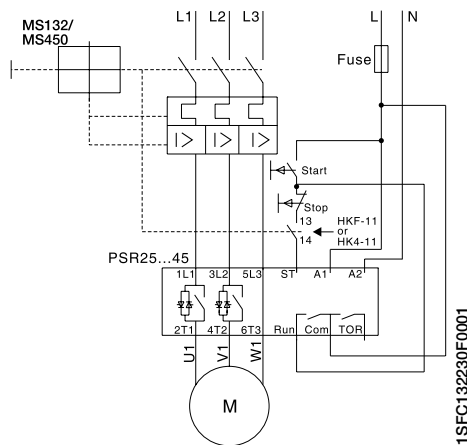 MS132/
MS450
L1 L2 L3 L N
Fuse
I> I> I>
Start
Stop
13
14
HKF-11
or
HK4-11
PSR25...45
1L1 3L2 5L3 ST A1 A2
2T1 4T2 6T3 Run Com TOR
U1 V1 W1
M
1SFC132230F0001